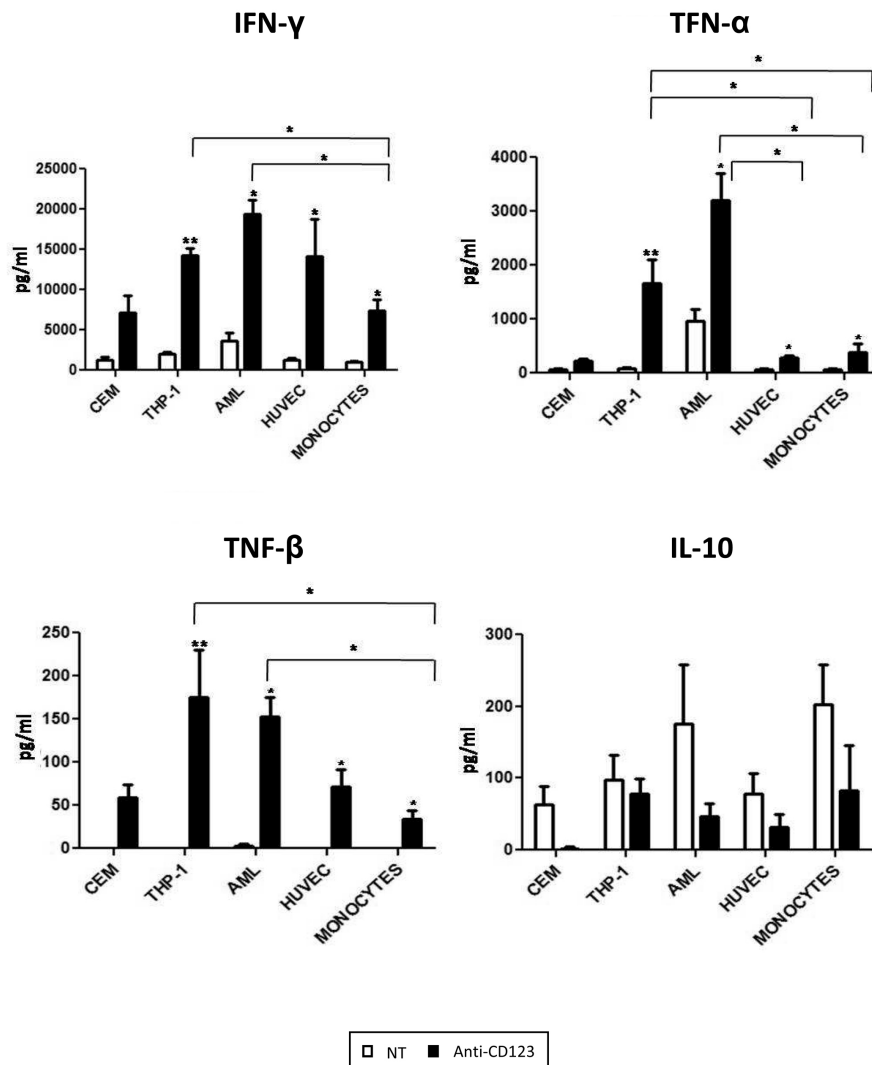 IFN-γ
*
*
25000
20000
15000
10000
5000
0
pg/ml
**
*
*
*
CEM
THP-1
AML
HUVEC
MONOCYTES
TFN-α
*
*
*
*
4000
3000
2000
1000
0
pg/ml
**
*
*
*
CEM
THP-1
AML
HUVEC
MONOCYTES
TNF-β
*
*
250
200
150
100
50
0
pg/ml
**
*
*
*
CEM
THP-1
AML
HUVEC
MONOCYTES
IL-10
300
200
100
0
pg/ml
CEM
THP-1
AML
HUVEC
MONOCYTES
NT Anti-CD123